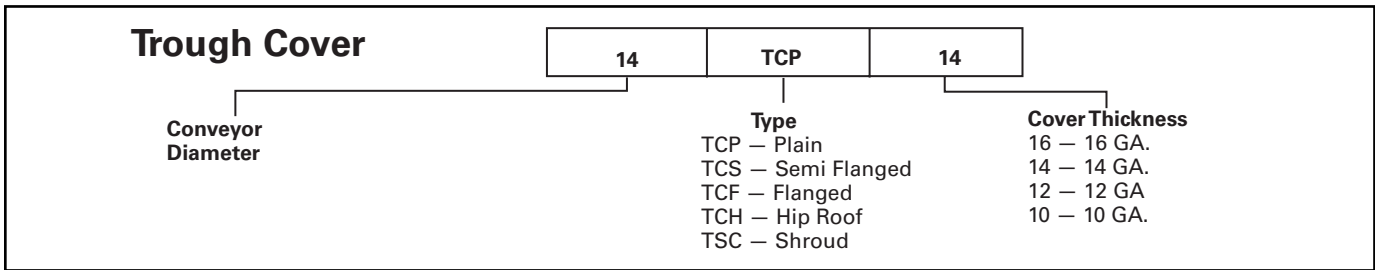 Trough Cover
14 TCP 14
Conveyor
Diameter
Type
TCP — Plain
TCS — Semi Flanged
TCF — Flanged
TCH — Hip Roof
TSC — Shroud
Cover Thickness
16 — 16 GA.
14 — 14 GA.
12 — 12 GA
10 — 10 GA.